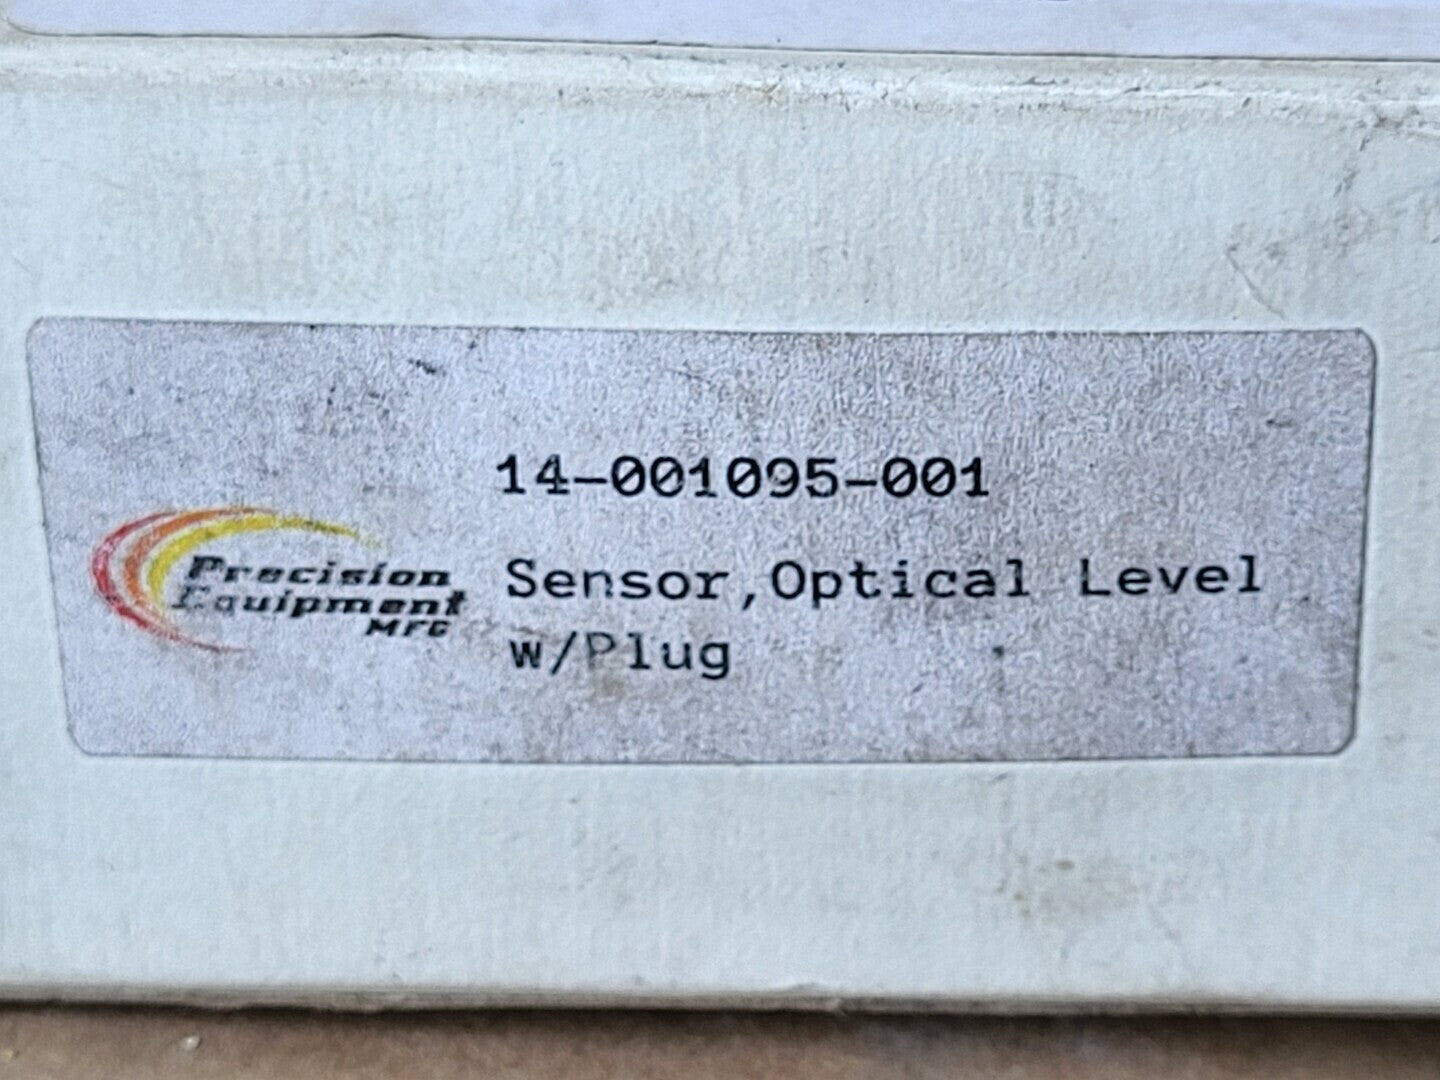 14-001095-001
Precision
Equipment
Mfg
Sensor,Optical Level
w/Plug